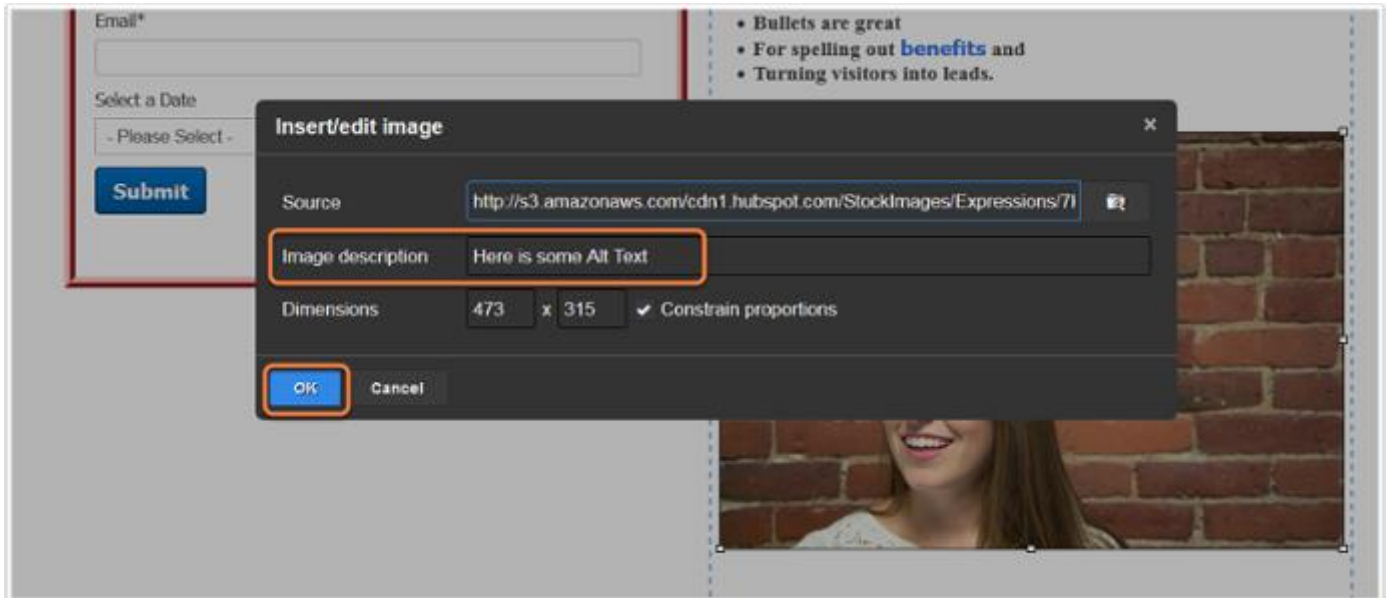 Email*
• Bullets are great
• For spelling out benefits and
• Turning visitors into leads.
Select a Date
- Please Select -
Submit
Insert/edit image
×
Source http://s3.amazonaws.com/cdn1.hubspot.com/StockImages/Expressions/7
Image description Here is some Alt Text
Dimensions 473 x 315 Constrain proportions
OK Cancel